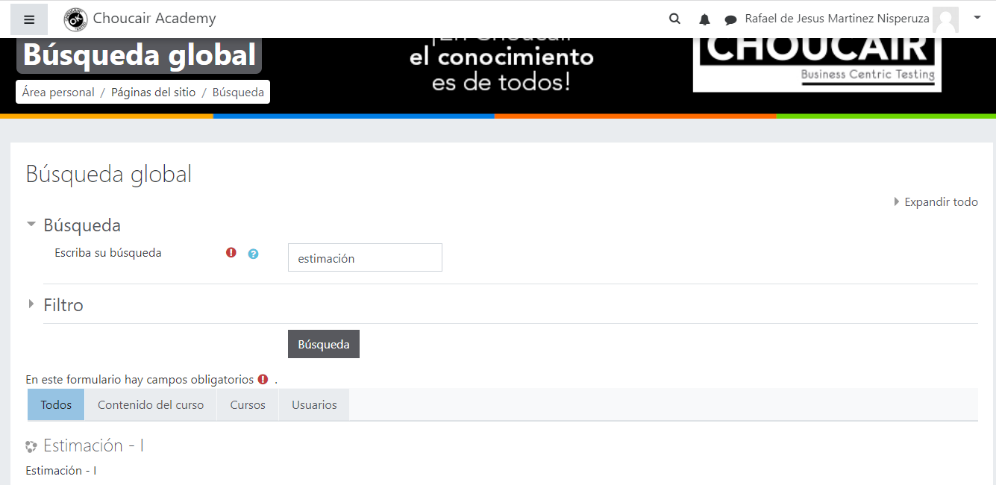 Choucair Academy
Rafael de Jesus Martinez Nisperuza
Búsqueda global
¡En Choucair
el conocimiento
es de todos!
CHOUCAIR
Business Centric Testing
Área personal / Páginas del sitio / Búsqueda
Búsqueda global
Expandir todo
Búsqueda
Escriba su búsqueda
estimación
Filtro
Búsqueda
En este formulario hay campos obligatorios .
Todos Contenido del curso Cursos Usuarios
Estimación - I
Estimación - I